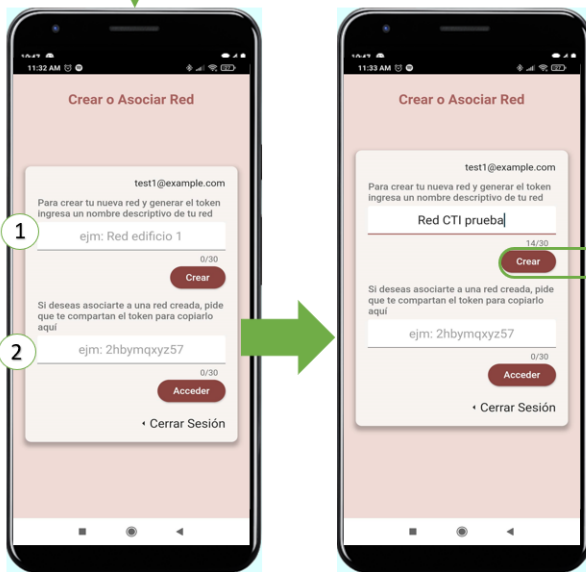 11:32 AM
Crear o Asociar Red
test1@example.com
Para crear tu nueva red y generar el token
ingresa un nombre descriptivo de tu red
1
ejm: Red edificio 1
0/30
Crear
Si deseas asociarte a una red creada, pide
que te compartan el token para copiarlo
aquí
2
ejm: 2hbymqxyz57
0/30
Acceder
Cerrar Sesión
11:33 AM
Crear o Asociar Red
test1@example.com
Para crear tu nueva red y generar el token
ingresa un nombre descriptivo de tu red
Red CTI prueba
14/30
Crear
Si deseas asociarte a una red creada, pide
que te compartan el token para copiarlo
aquí
ejm: 2hbymqxyz57
0/30
Acceder
Cerrar Sesión